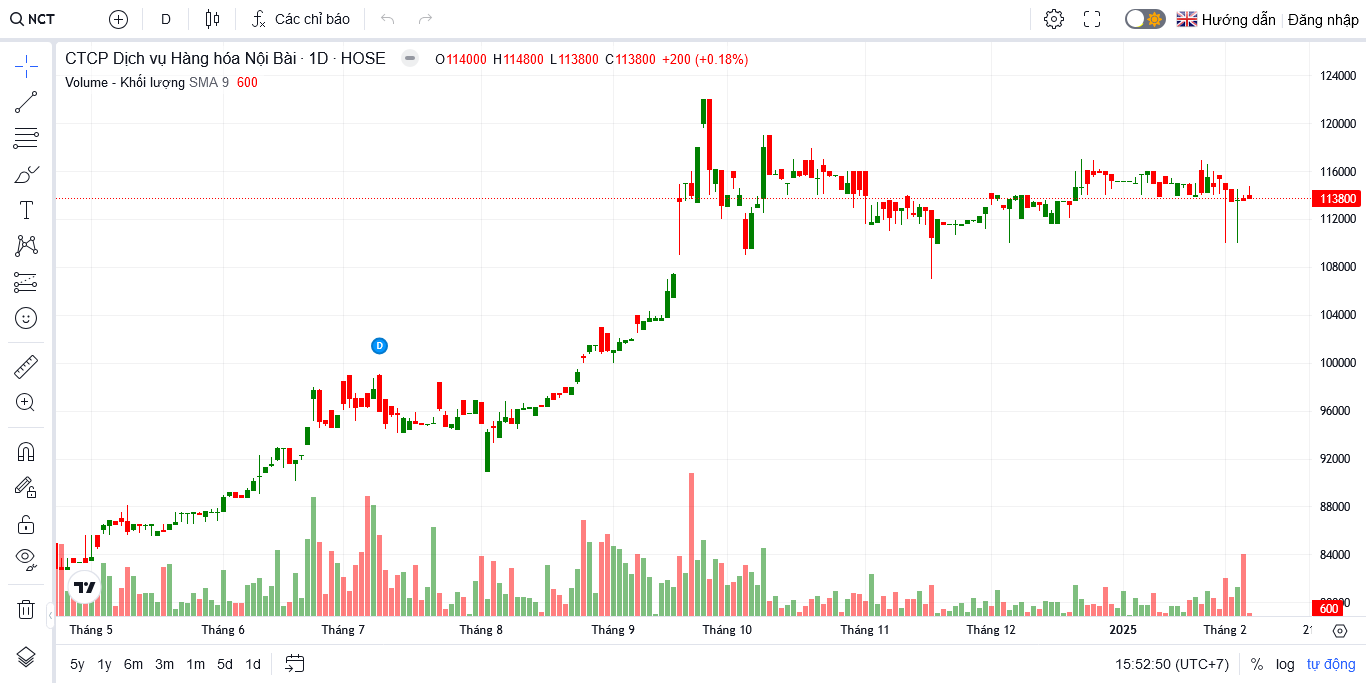 NCT D Các chỉ báo Hướng dẫn Đăng nhập
CTCP Dịch vụ Hàng hóa Nội Bài · 1D · HOSE O114000 H114800 L113800 C113800 +200 (+0.18%)
Volume - Khối lượng SMA 9 600
124000
120000
116000
113800
112000
108000
104000
100000
D
96000
92000
88000
84000
600
Tháng 5 Tháng 6 Tháng 7 Tháng 8 Tháng 9 Tháng 10 Tháng 11 Tháng 12 2025 Tháng 2
5y 1y 6m 3m 1m 5d 1d 15:52:50 (UTC+7) % log tự động